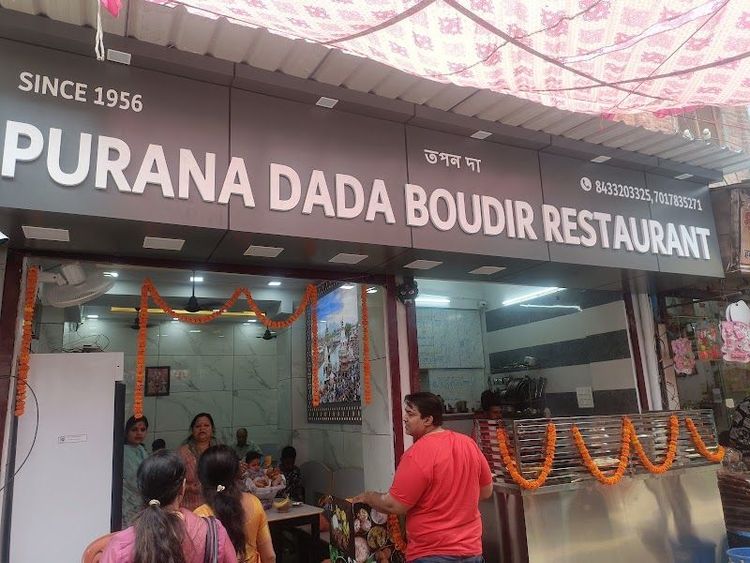 SINCE 1956
তপন দা
8433203325, 7017835271
PURANA DADA BOUDIR RESTAURANT